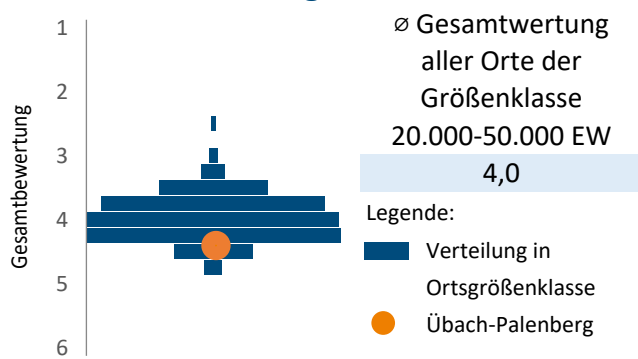 1
2
3
4
5
6
Gesamtbewertung
⌀ Gesamtwertung
aller Orte der
Größenklasse
20.000-50.000 EW
4,0
Legende:
Verteilung in
Ortsgrößenklasse
Übach-Palenberg